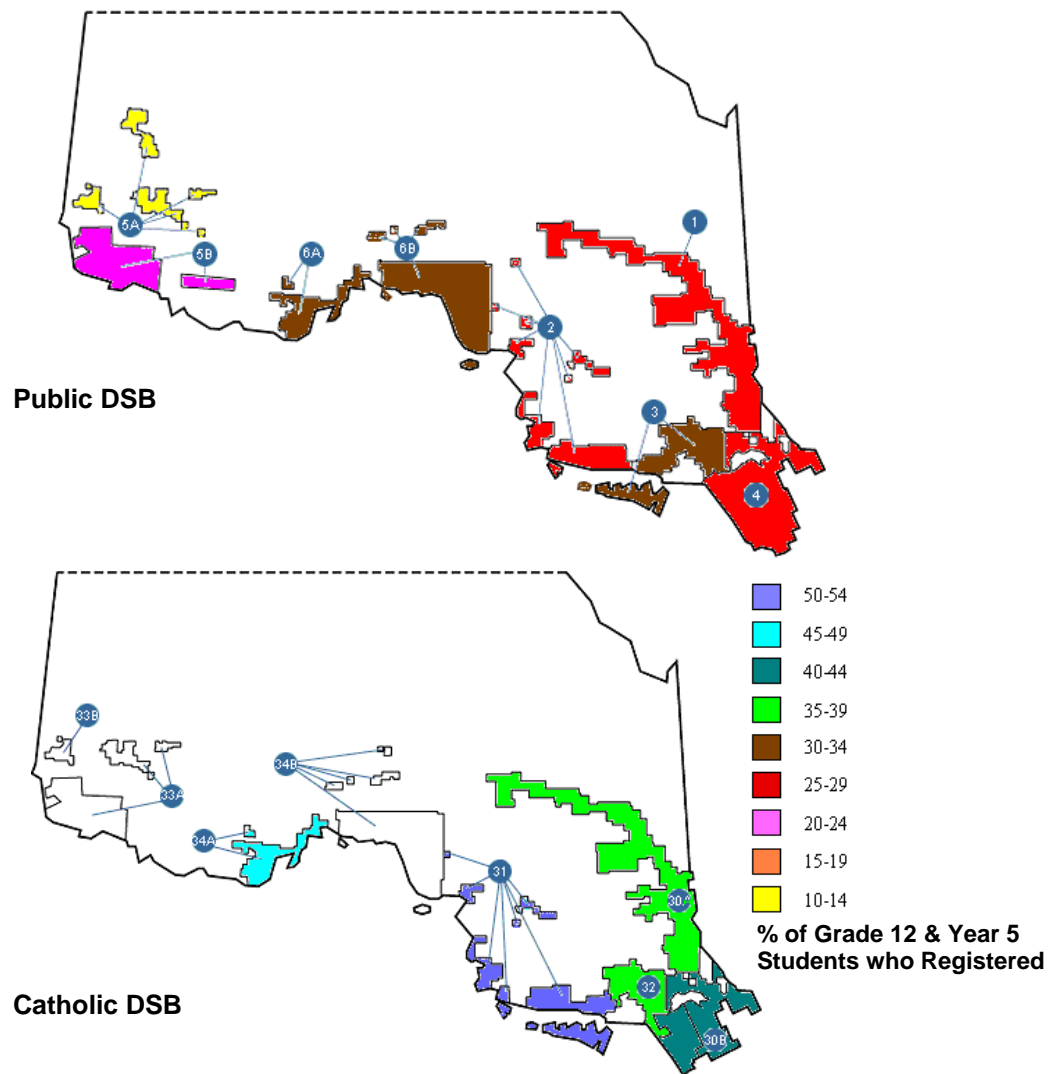 1
5A
5B
6A
6B
2
Public DSB
3
4
50-54
45-49
40-44
35-39
30-34
25-29
20-24
15-19
10-14
% of Grade 12 & Year 5
Students who Registered
33B
34B
33A
34A
31
30A
32
30B
Catholic DSB